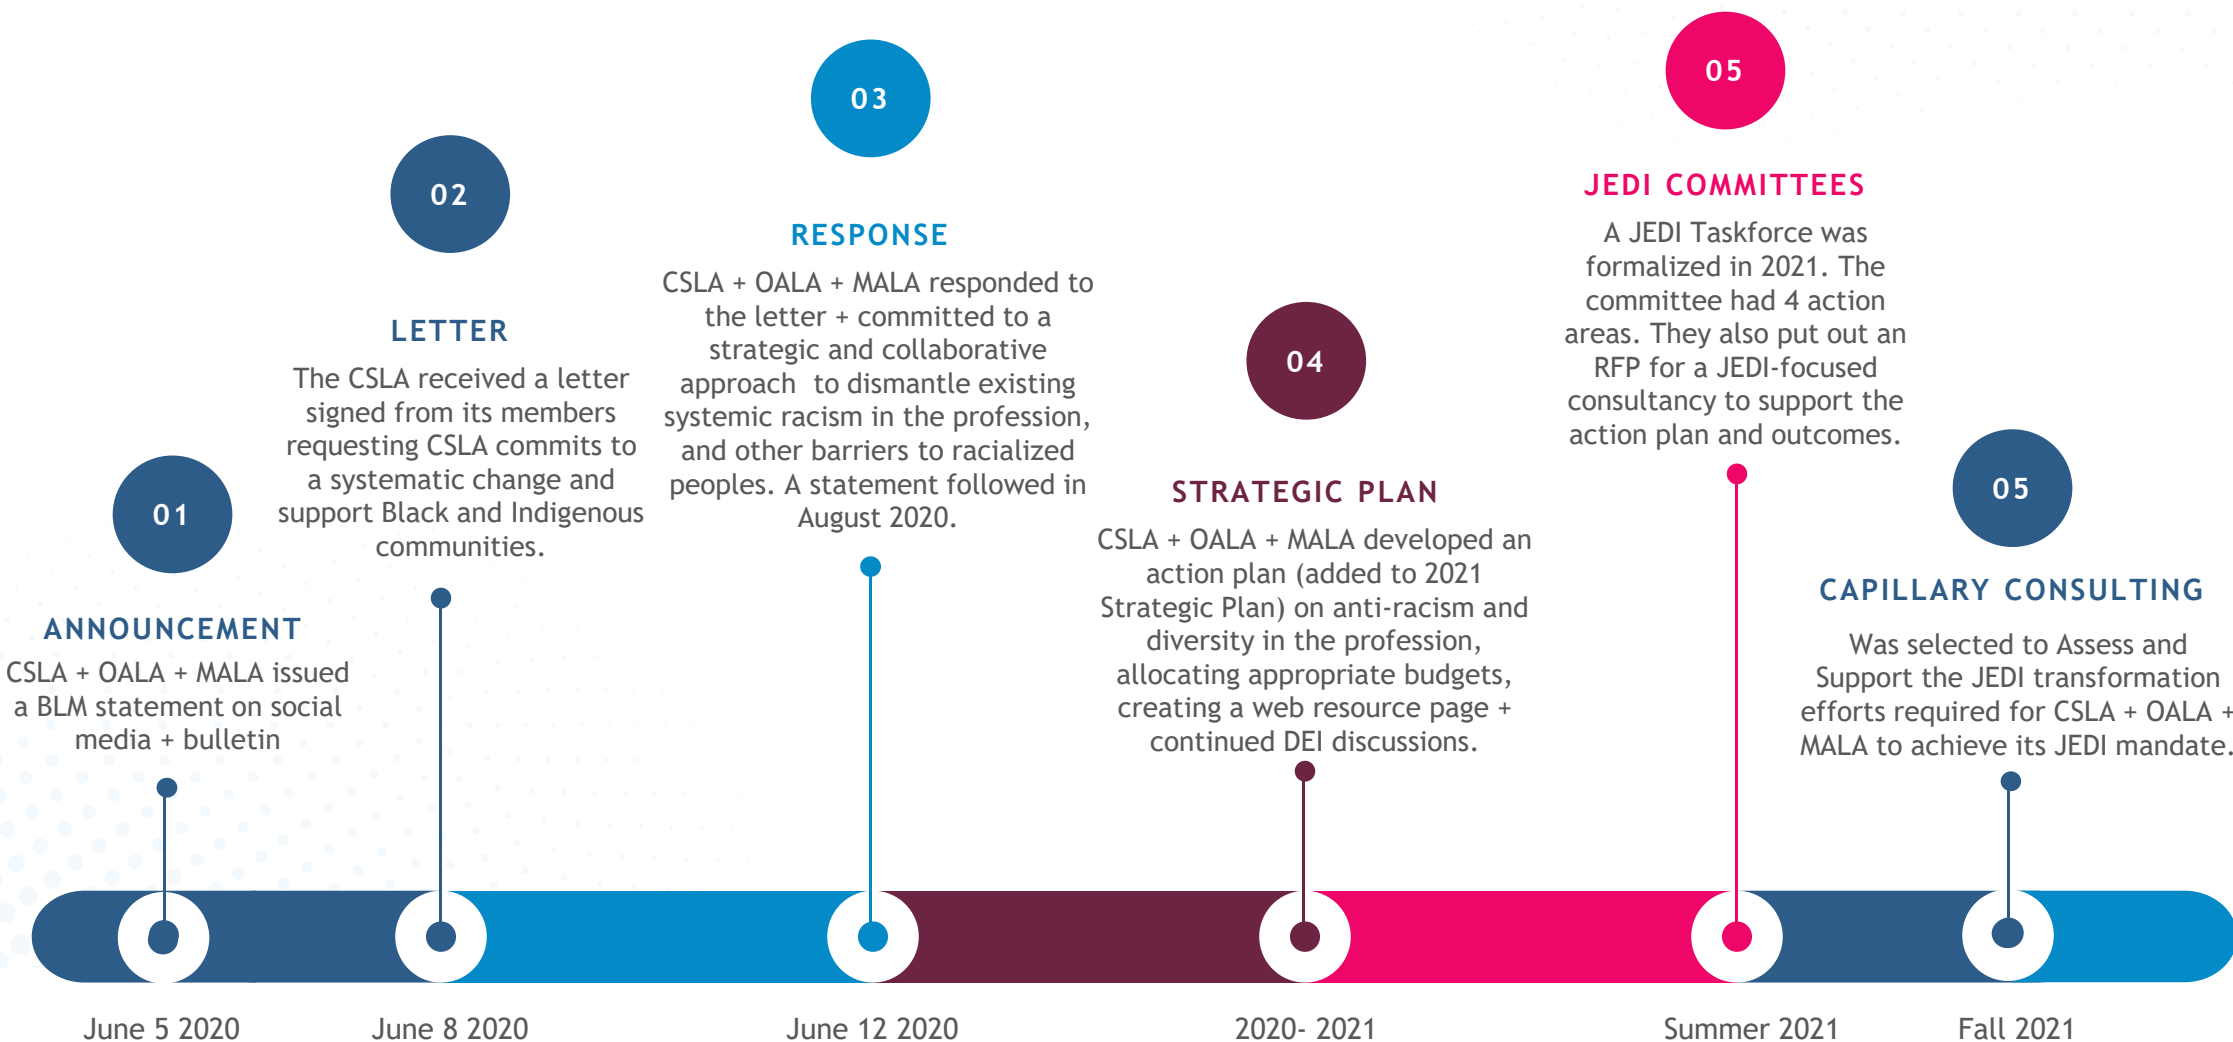 01
ANNOUNCEMENT
CSLA + OALA + MALA issued
a BLM statement on social
media + bulletin
02
LETTER
The CSLA received a letter
signed from its members
requesting CSLA commits to
a systematic change and
support Black and Indigenous
communities.
03
RESPONSE
CSLA + OALA + MALA responded to
the letter + committed to a
strategic and collaborative
approach  to dismantle existing
systemic racism in the profession,
and other barriers to racialized
peoples. A statement followed in
August 2020.
04
STRATEGIC PLAN
CSLA + OALA + MALA developed an
action plan (added to 2021
Strategic Plan) on anti-racism and
diversity in the profession,
allocating appropriate budgets,
creating a web resource page +
continued DEI discussions.
05
JEDI COMMITTEES
A JEDI Taskforce was
formalized in 2021. The
committee had 4 action
areas. They also put out an
RFP for a JEDI-focused
consultancy to support the
action plan and outcomes.
05
CAPILLARY CONSULTING
Was selected to Assess and
Support the JEDI transformation
efforts required for CSLA + OALA +
MALA to achieve its JEDI mandate.
June 5 2020
June 8 2020
June 12 2020
2020- 2021
Summer 2021
Fall 2021